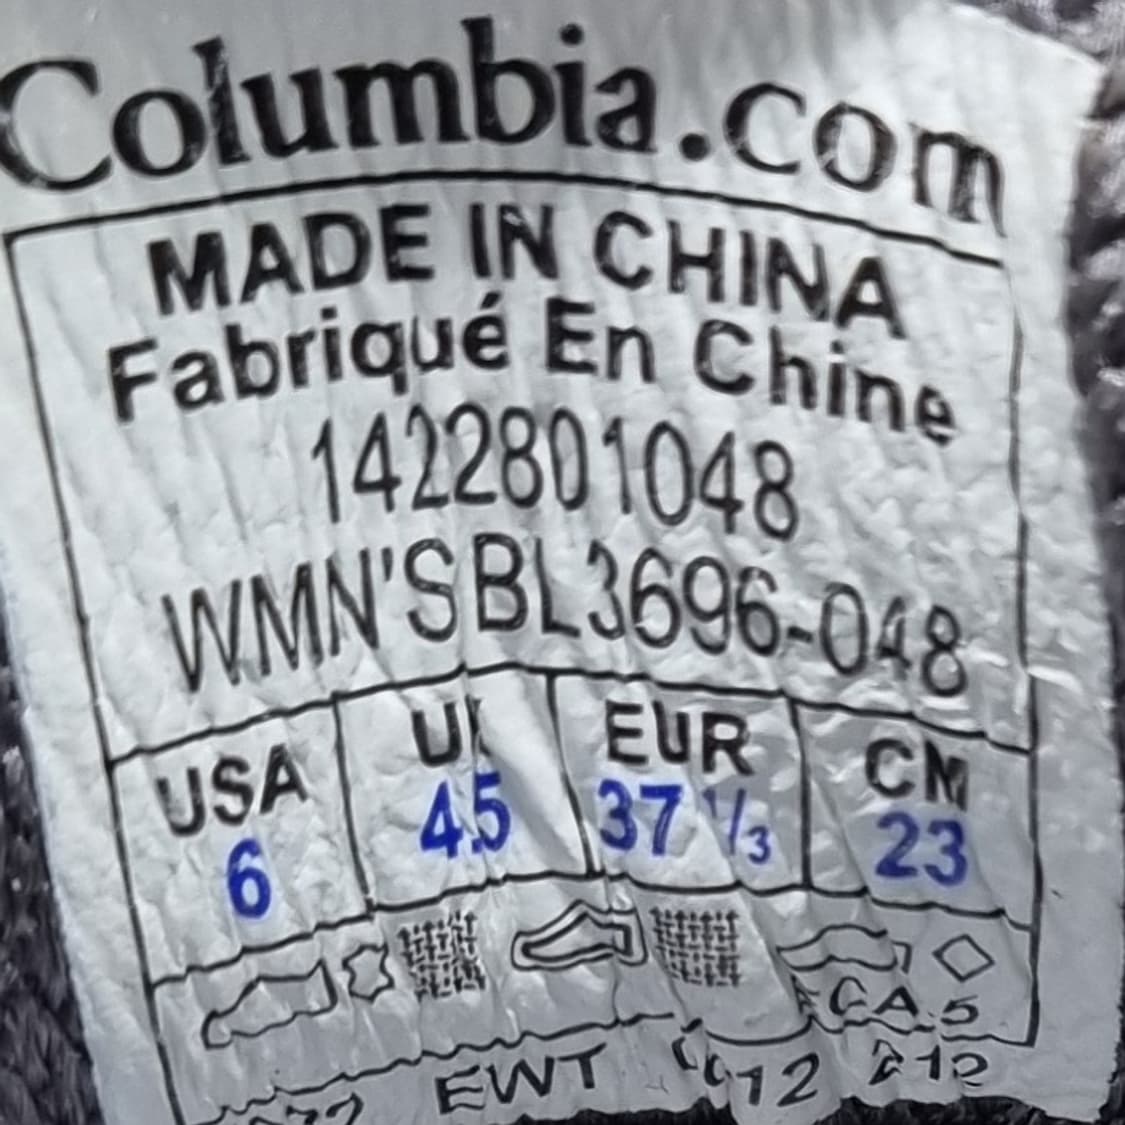 Columbia.com
MADE IN CHINA
Fabriqué En Chine
1422801048
WMN'S BL3696-048
USA UK EUR CM
6 4.5 37 1/3 23
EWT